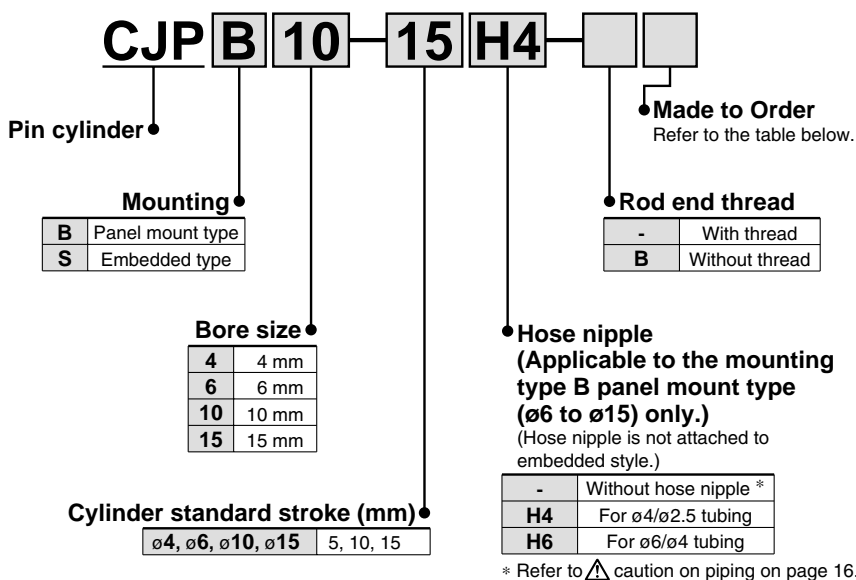 CJP B 10-15 H4-
Pin cylinder
Made to Order
Refer to the table below.
Mounting
B Panel mount type
S Embedded type
Rod end thread
- With thread
B Without thread
Bore size
4 4 mm
6 6 mm
10 10 mm
15 15 mm
Hose nipple
(Applicable to the mounting
type B panel mount type
(ø6 to ø15) only.)
(Hose nipple is not attached to
embedded style.)
- Without hose nipple *
H4 For ø4/ø2.5 tubing
H6 For ø6/ø4 tubing
* Refer to ⚠ caution on piping on page 16.
Cylinder standard stroke (mm)
ø4, ø6, ø10, ø15 5, 10, 15